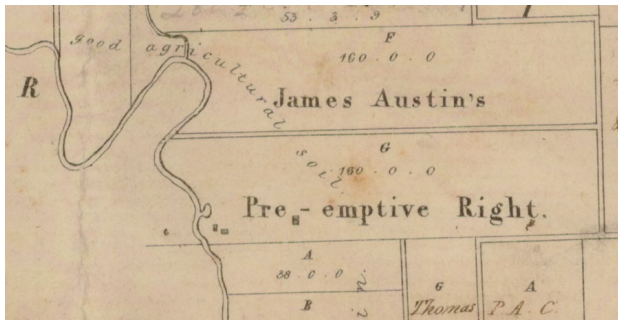 53 . 3 . 9
F
160 . 0 . 0
good agricultural soil.
R
James Austin's
G
160 . 0 . 0
Pre-emptive Right.
A
38 . 0 . 0
B
G
Thomas
A
P. A. C.